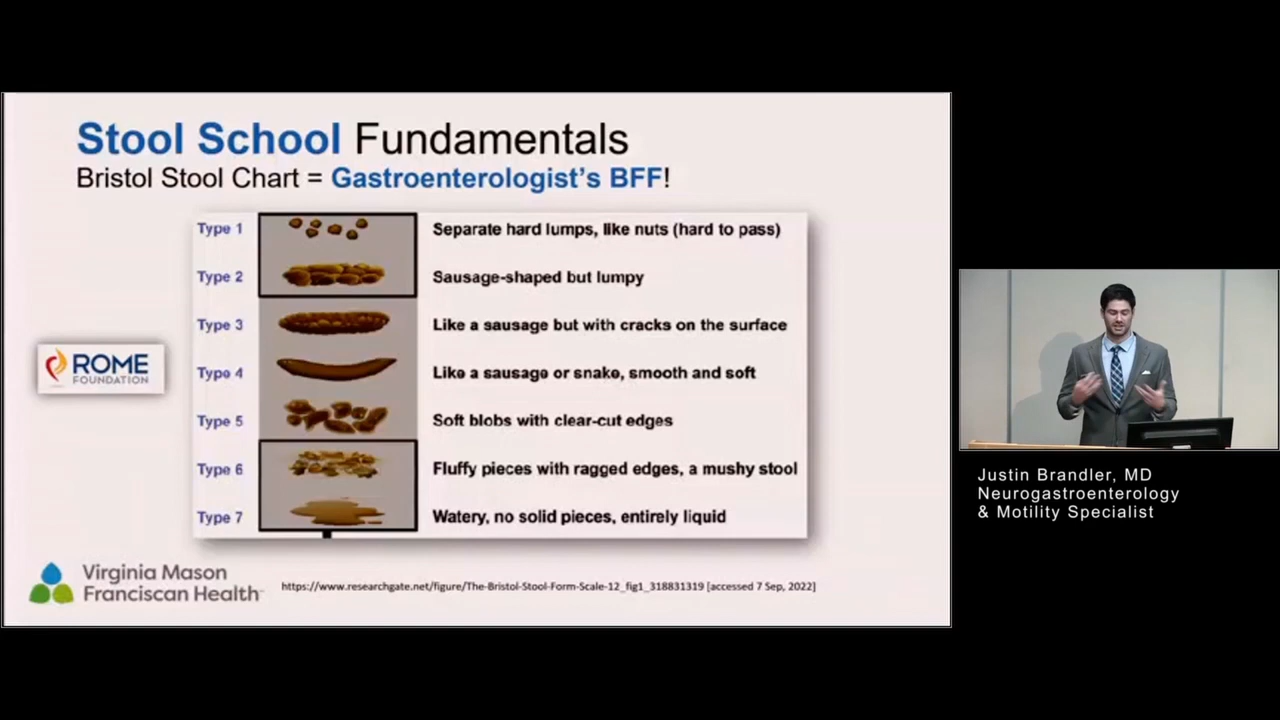 Stool School Fundamentals
Bristol Stool Chart = Gastroenterologist's BFF!
Type 1 Separate hard lumps, like nuts (hard to pass)
Type 2 Sausage-shaped but lumpy
Type 3 Like a sausage but with cracks on the surface
Type 4 Like a sausage or snake, smooth and soft
Type 5 Soft blobs with clear-cut edges
Type 6 Fluffy pieces with ragged edges, a mushy stool
Type 7 Watery, no solid pieces, entirely liquid
ROME
FOUNDATION
Virginia Mason
Franciscan Health
https://www.researchgate.net/figure/The-Bristol-Stool-Form-Scale-12_fig1_318831319 [accessed 7 Sep, 2022]
Justin Brandler, MD
Neurogastroenterology
& Motility Specialist